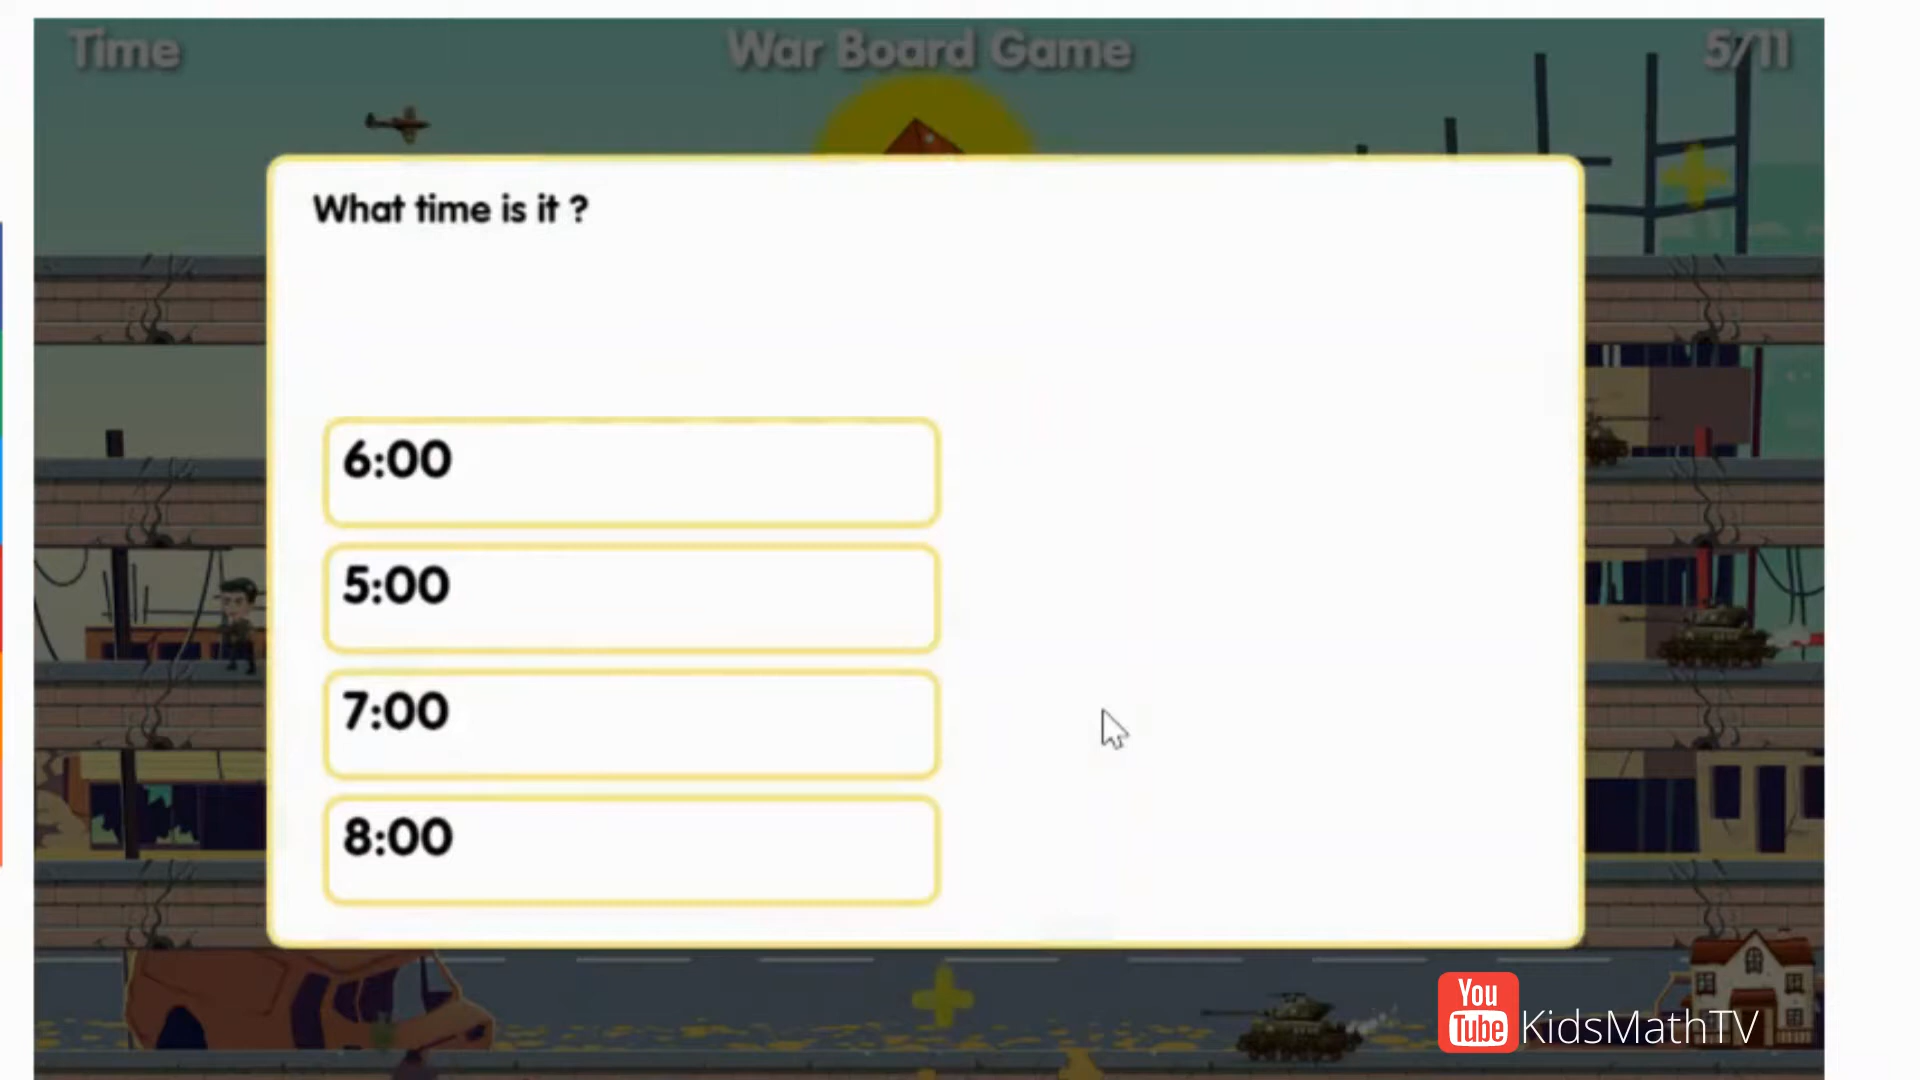 Time
War Board Game
5/11
What time is it ?
6:00
5:00
7:00
8:00
You
Tube
KidsMathTV